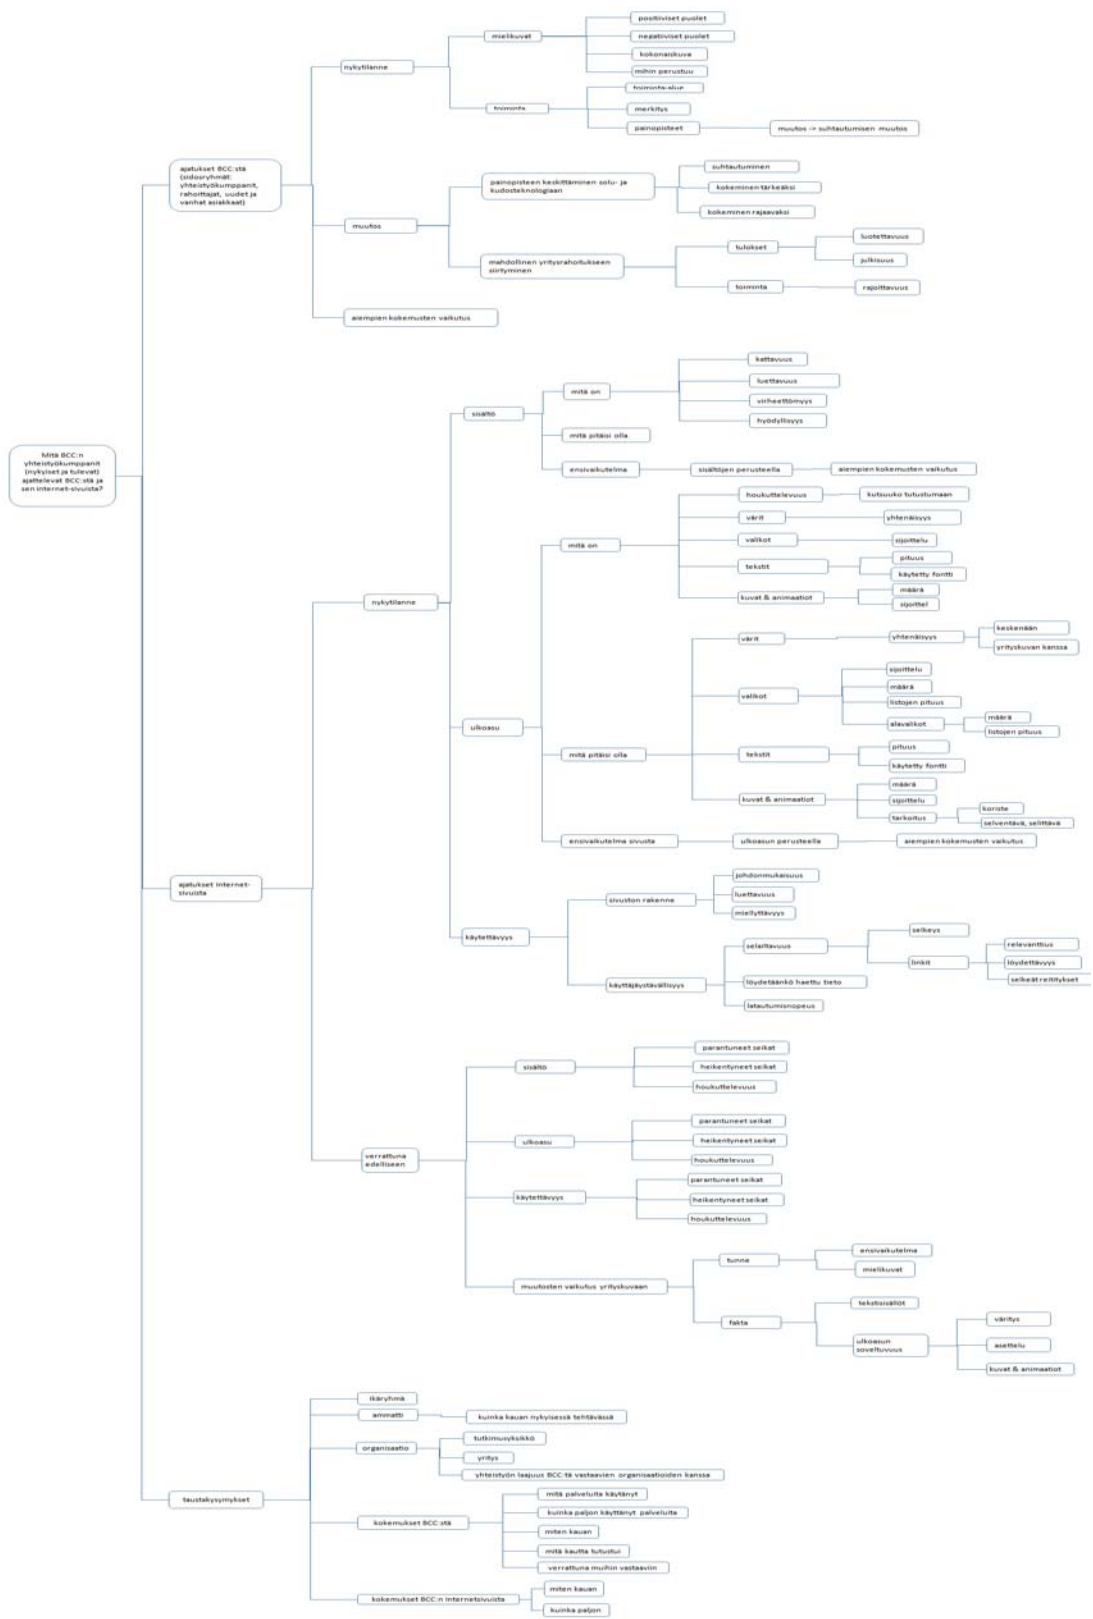 Mitä BCC:n
yhteistyökumppanit
(nykyiset ja tulevat)
ajattelevat BCC:stä ja
sen internet-sivuista?
ajatukset BCC:stä
(sidosryhmät:
yhteistyökumppanit,
rahoittajat, uudet ja
vanhat asiakkaat)
nykytilanne
mielikuvat
positiiviset puolet
negatiiviset puolet
kokonaiskuva
mihin perustuu
toiminta
toiminta-alue
merkitys
painopisteet
muutos -> suhtautumisen muutos
muutos
painopisteen keskittäminen solu- ja
kudosteknologiaan
suhtautuminen
kokeminen tärkeäksi
kokeminen rajaavaksi
mahdollinen yritysrahoitukseen
siirtyminen
tulokset
luotettavuus
julkisuus
toiminta
rajoittavuus
aiempien kokemusten vaikutus
ajatukset internet-
sivuista
nykytilanne
sisältö
mitä on
kattavuus
luettavuus
virheettömyys
hyödyllisyys
mitä pitäisi olla
ensivaikutelma
sisältöjen perusteella
aiempien kokemusten vaikutus
ulkoasu
mitä on
houkuttelevuus
kutsuuko tutustumaan
värit
yhtenäisyys
valikot
sijoittelu
tekstit
pituus
käytetty fontti
kuvat & animaatiot
määrä
sijoittel
mitä pitäisi olla
värit
yhtenäisyys
keskenään
yrityskuvan kanssa
valikot
sijoittelu
määrä
listojen pituus
alavalikot
määrä
listojen pituus
tekstit
pituus
käytetty fontti
kuvat & animaatiot
määrä
sijoittelu
tarkoitus
koriste
selventävä, selittävä
ensivaikutelma sivusta
ulkoasun perusteella
aiempien kokemusten vaikutus
käytettävyys
sivuston rakenne
johdonmukaisuus
luettavuus
miellyttävyys
käyttäjäystävällisyys
selailtavuus
selkeys
linkit
relevanttius
löydettävyys
selkeät reititykset
löydetäänkö haettu tieto
latautumisnopeus
verrattuna
edelliseen
sisältö
parantuneet seikat
heikentyneet seikat
houkuttelevuus
ulkoasu
parantuneet seikat
heikentyneet seikat
houkuttelevuus
käytettävyys
parantuneet seikat
heikentyneet seikat
houkuttelevuus
muutosten vaikutus yrityskuvaan
tunne
ensivaikutelma
mielikuvat
fakta
tekstisisällöt
ulkoasun
soveltuvuus
väritys
asettelu
kuvat & animaatiot
taustakysymykset
ikäryhmä
ammatti
kuinka kauan nykyisessä tehtävässä
organisaatio
tutkimusyksikkö
yritys
yhteistyön laajuus BCC:tä vastaavien organisaatioiden kanssa
kokemukset BCC:stä
mitä palveluita käytänyt
kuinka paljon käyttänyt palveluita
miten kauan
mitä kautta tutustui
verrattuna muihin vastaaviin
kokemukset BCC:n internetsivuista
miten kauan
kuinka paljon